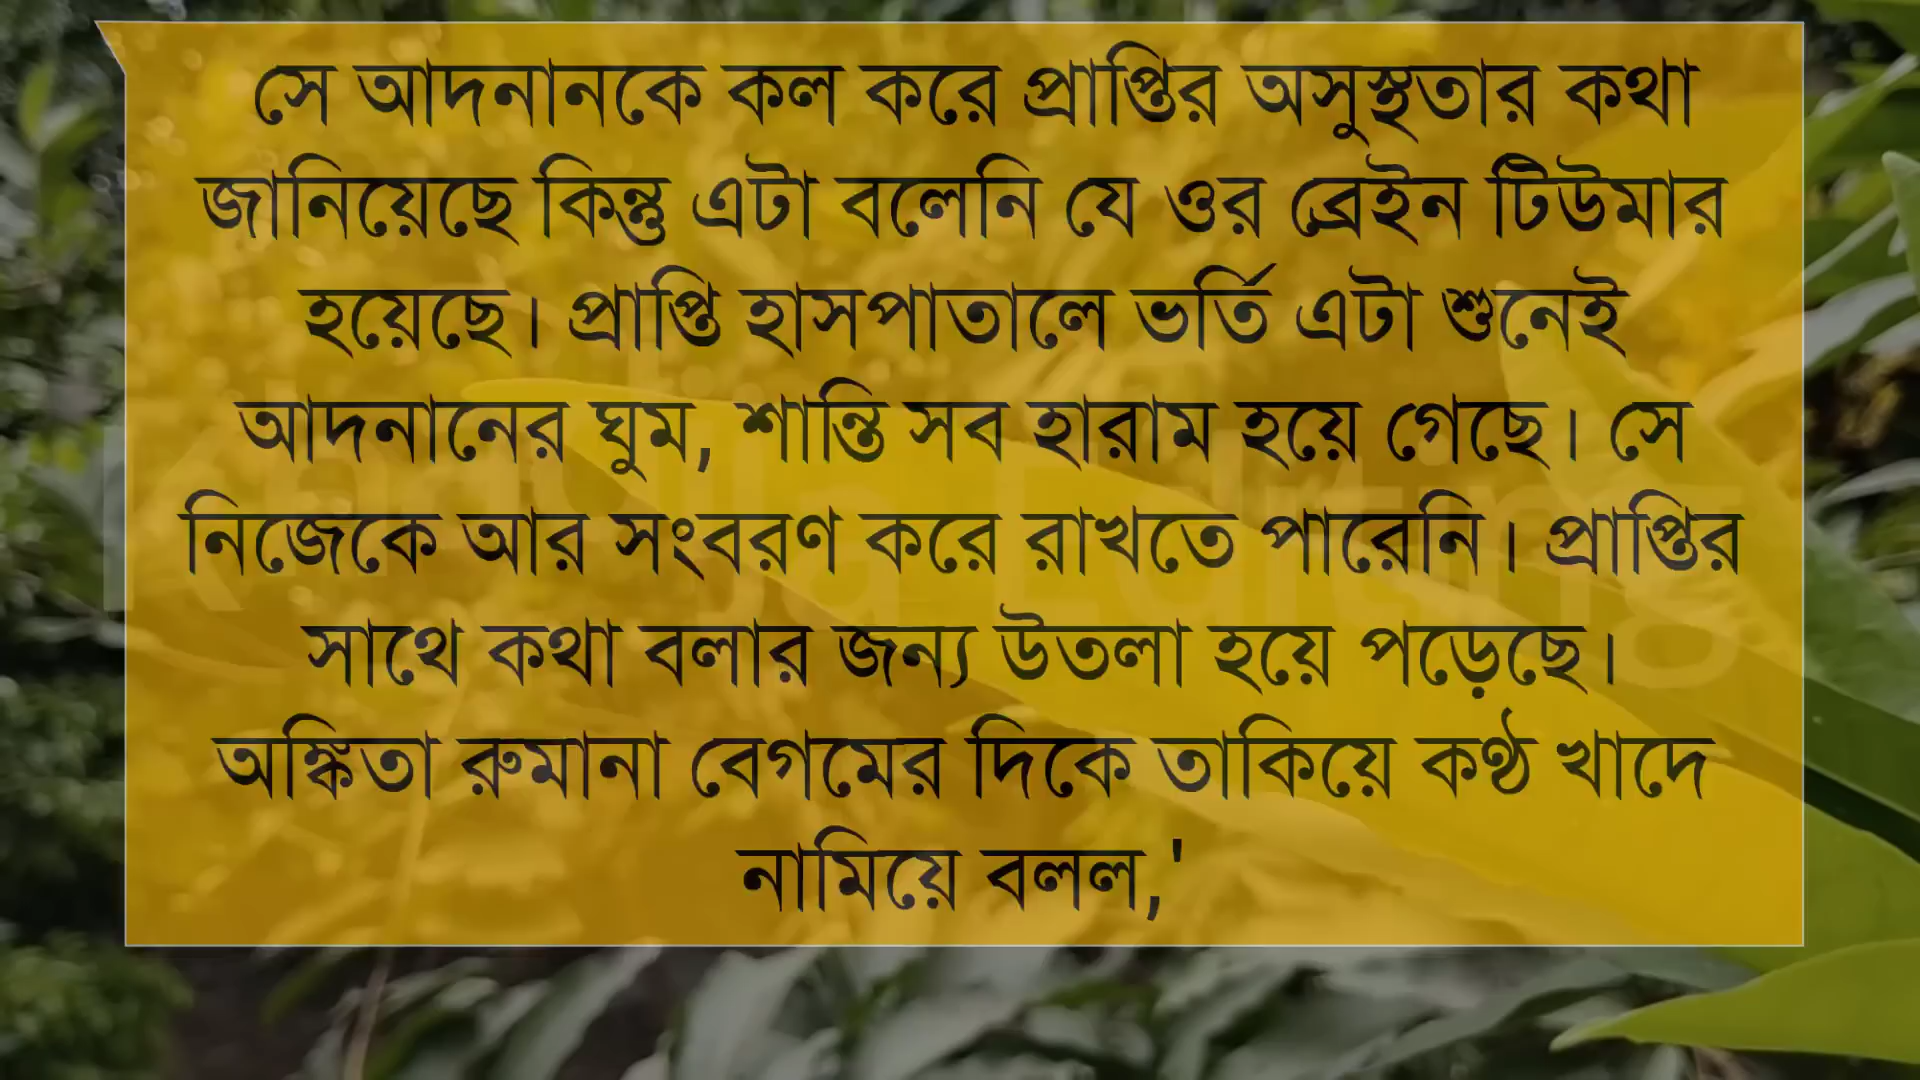 সে আদনানকে কল করে প্রাপ্তির অসুস্থতার কথা
জানিয়েছে কিন্তু এটা বলেনি যে ওর ব্রেইন টিউমার
হয়েছে। প্রাপ্তি হাসপাতালে ভর্তি এটা শুনেই
আদনানের ঘুম, শান্তি সব হারাম হয়ে গেছে। সে
নিজেকে আর সংবরণ করে রাখতে পারেনি। প্রাপ্তির
সাথে কথা বলার জন্য উতলা হয়ে পড়েছে।
অঙ্কিতা রুমানা বেগমের দিকে তাকিয়ে কণ্ঠ খাদে
নামিয়ে বলল,'